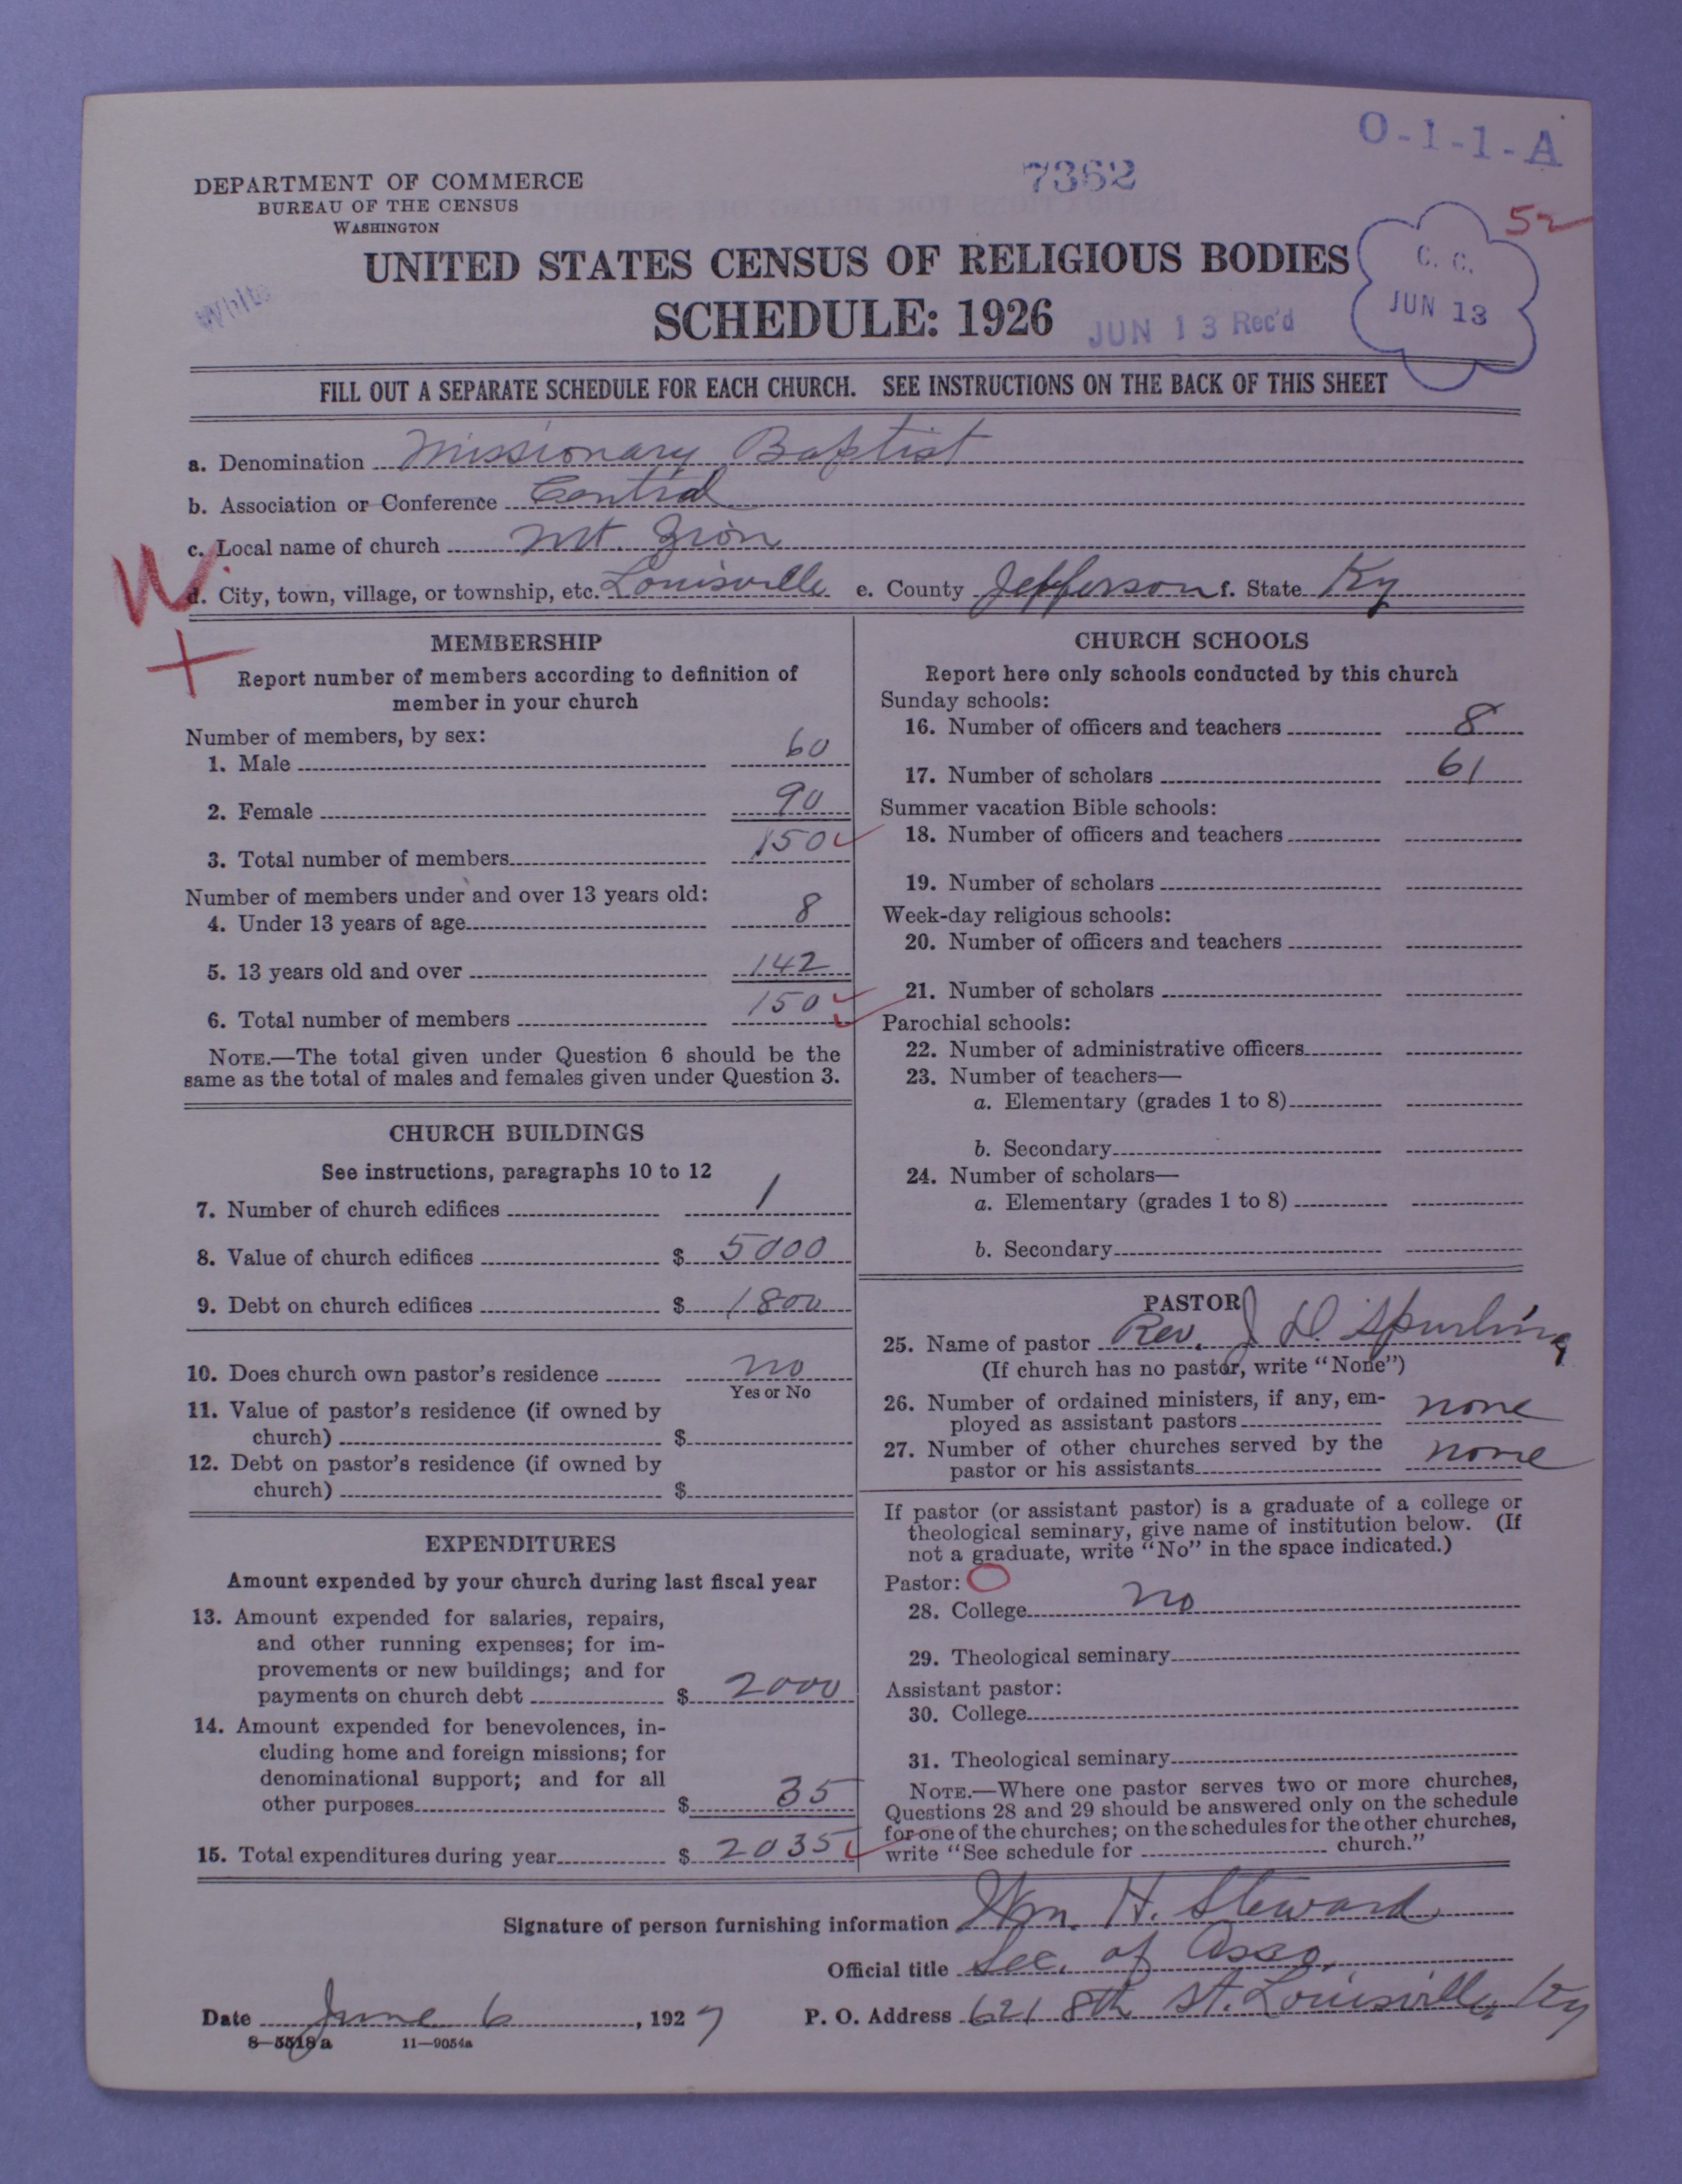 O-1-1-A
7362
DEPARTMENT OF COMMERCE
BUREAU OF THE CENSUS
WASHINGTON
52
UNITED STATES CENSUS OF RELIGIOUS BODIES
C. C.
JUN 13
White
SCHEDULE: 1926
JUN 13 Rec'd
FILL OUT A SEPARATE SCHEDULE FOR EACH CHURCH. SEE INSTRUCTIONS ON THE BACK OF THIS SHEET
a. Denomination Missionary Baptist
b. Association or Conference Central
c. Local name of church Mt. Zion
W.
d. City, town, village, or township, etc. Louisville e. County Jefferson f. State Ky
MEMBERSHIP
Report number of members according to definition of
member in your church
Number of members, by sex:
1. Male 60
2. Female 90
3. Total number of members 150
Number of members under and over 13 years old:
4. Under 13 years of age 8
5. 13 years old and over 142
6. Total number of members 150
NOTE.—The total given under Question 6 should be the
same as the total of males and females given under Question 3.
CHURCH BUILDINGS
See instructions, paragraphs 10 to 12
7. Number of church edifices 1
8. Value of church edifices $ 5000
9. Debt on church edifices $ 1800
10. Does church own pastor's residence no
Yes or No
11. Value of pastor's residence (if owned by
church) $
12. Debt on pastor's residence (if owned by
church) $
EXPENDITURES
Amount expended by your church during last fiscal year
13. Amount expended for salaries, repairs,
and other running expenses; for im-
provements or new buildings; and for
payments on church debt $ 2000
14. Amount expended for benevolences, in-
cluding home and foreign missions; for
denominational support; and for all
other purposes $ 35
15. Total expenditures during year $ 2035
CHURCH SCHOOLS
Report here only schools conducted by this church
Sunday schools:
16. Number of officers and teachers 8
17. Number of scholars 61
Summer vacation Bible schools:
18. Number of officers and teachers
19. Number of scholars
Week-day religious schools:
20. Number of officers and teachers
21. Number of scholars
Parochial schools:
22. Number of administrative officers
23. Number of teachers—
a. Elementary (grades 1 to 8)
b. Secondary
24. Number of scholars—
a. Elementary (grades 1 to 8)
b. Secondary
PASTOR
25. Name of pastor Rev. J D. Spurling
(If church has no pastor, write "None")
26. Number of ordained ministers, if any, em-
ployed as assistant pastors none
27. Number of other churches served by the
pastor or his assistants none
If pastor (or assistant pastor) is a graduate of a college or
theological seminary, give name of institution below. (If
not a graduate, write "No" in the space indicated.)
Pastor:
28. College no
29. Theological seminary
Assistant pastor:
30. College
31. Theological seminary
NOTE.—Where one pastor serves two or more churches,
Questions 28 and 29 should be answered only on the schedule
for one of the churches; on the schedules for the other churches,
write "See schedule for church."
Signature of person furnishing information Wm. H. Steward
Official title Sec. of Asso.
Date June 6, 1927 P. O. Address 621 8th St. Louisville, Ky
8—5518 a 11—9054a